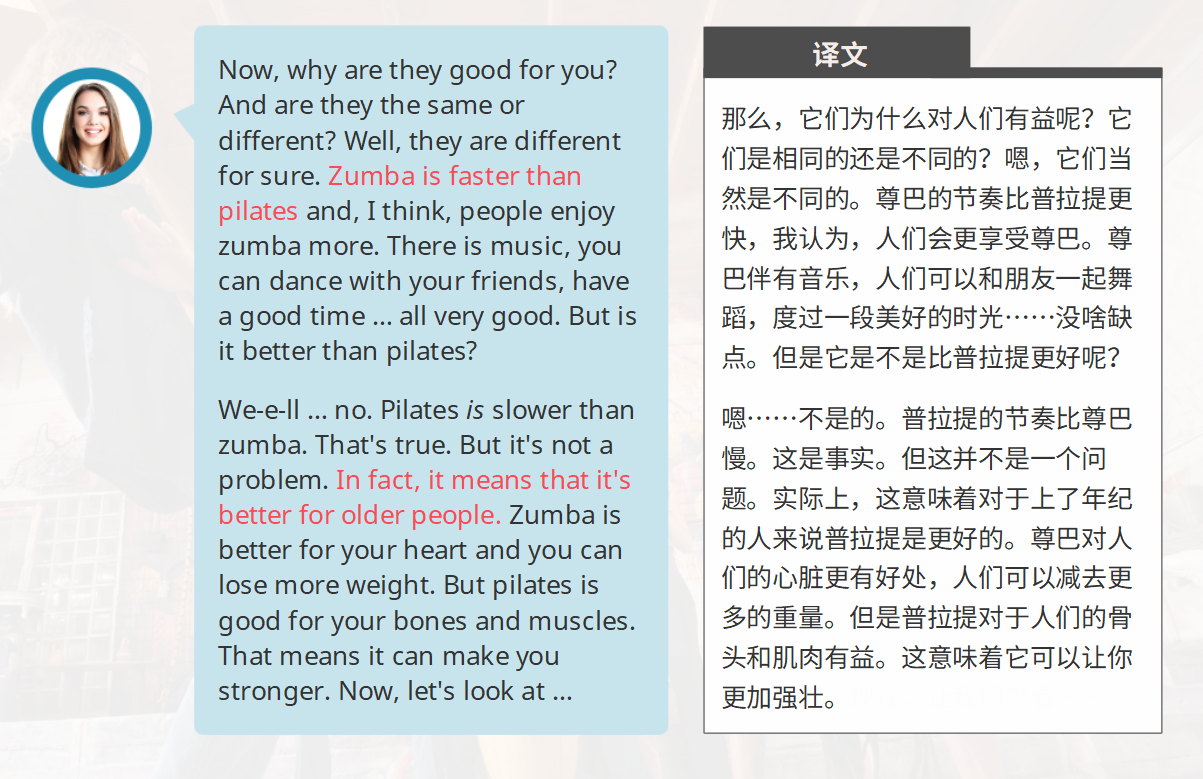 Now, why are they good for you?
And are they the same or
different? Well, they are different
for sure. Zumba is faster than
pilates and, I think, people enjoy
zumba more. There is music, you
can dance with your friends, have
a good time ... all very good. But is
it better than pilates?
We-e-ll ... no. Pilates is slower than
zumba. That's true. But it's not a
problem. In fact, it means that it's
better for older people. Zumba is
better for your heart and you can
lose more weight. But pilates is
good for your bones and muscles.
That means it can make you
stronger. Now, let's look at ...
译文
那么，它们为什么对人们有益呢？它
们是相同的还是不同的？嗯，它们当
然是不同的。尊巴的节奏比普拉提更
快，我认为，人们会更享受尊巴。尊
巴伴有音乐，人们可以和朋友一起舞
蹈，度过一段美好的时光……没啥缺
点。但是它是不是比普拉提更好呢？
嗯……不是的。普拉提的节奏比尊巴
慢。这是事实。但这并不是一个问
题。实际上，这意味着对于上了年纪
的人来说普拉提是更好的。尊巴对人
们的心脏更有好处，人们可以减去更
多的重量。但是普拉提对于人们的骨
头和肌肉有益。这意味着它可以让你
更加强壮。